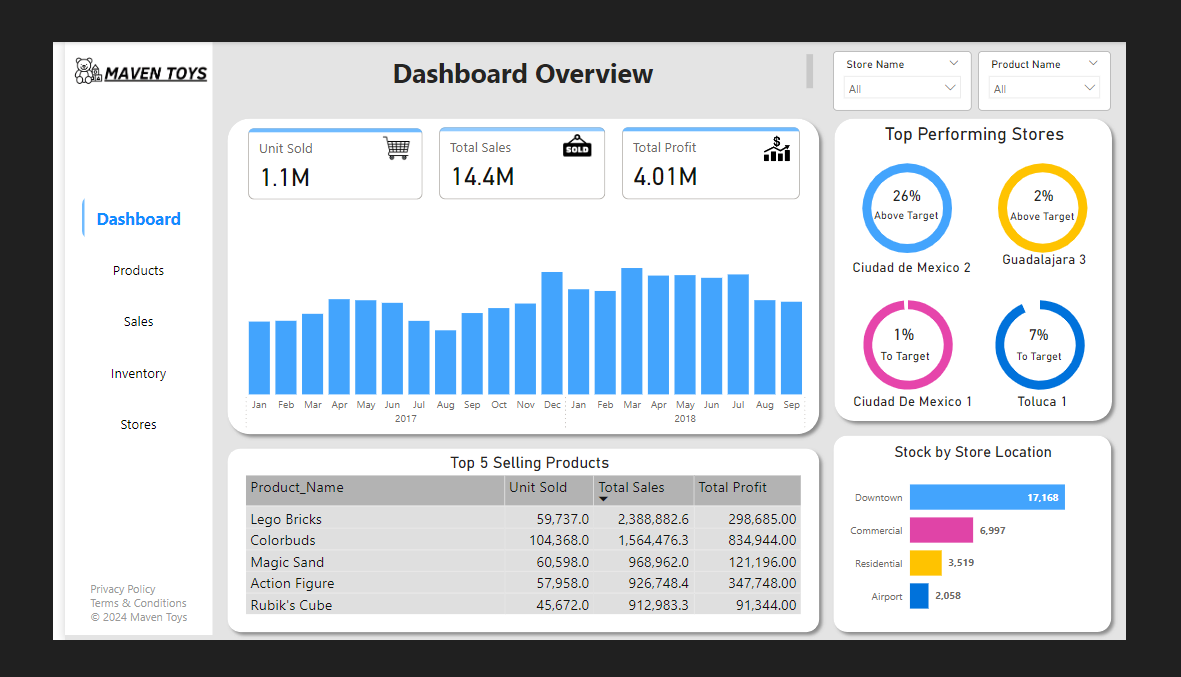 MAVEN TOYS
Dashboard Overview
Store Name
All
Product Name
All
Dashboard
Products
Sales
Inventory
Stores
Privacy Policy
Terms & Conditions
© 2024 Maven Toys
Unit Sold
1.1M
Total Sales
SOLD
14.4M
Total Profit
$
4.01M
Jan Feb Mar Apr May Jun Jul Aug Sep Oct Nov Dec Jan Feb Mar Apr May Jun Jul Aug Sep
2017 2018
Top 5 Selling Products
Product_Name Unit Sold Total Sales Total Profit
Lego Bricks 59,737.0 2,388,882.6 298,685.00
Colorbuds 104,368.0 1,564,476.3 834,944.00
Magic Sand 60,598.0 968,962.0 121,196.00
Action Figure 57,958.0 926,748.4 347,748.00
Rubik's Cube 45,672.0 912,983.3 91,344.00
Top Performing Stores
26%
Above Target
Ciudad de Mexico 2
2%
Above Target
Guadalajara 3
1%
To Target
Ciudad De Mexico 1
7%
To Target
Toluca 1
Stock by Store Location
Downtown 17,168
Commercial 6,997
Residential 3,519
Airport 2,058